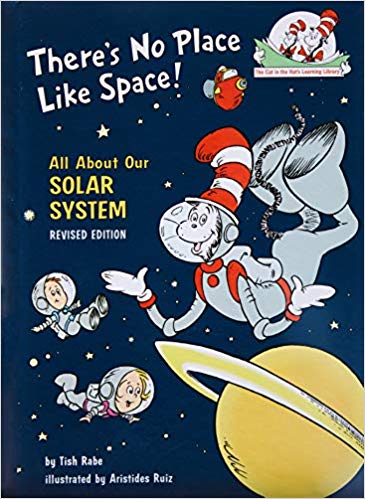 There's No Place
Like Space!
The Cat in the Hat's Learning Library
All About Our
SOLAR
SYSTEM
REVISED EDITION
by Tish Rabe
illustrated by Aristides Ruiz